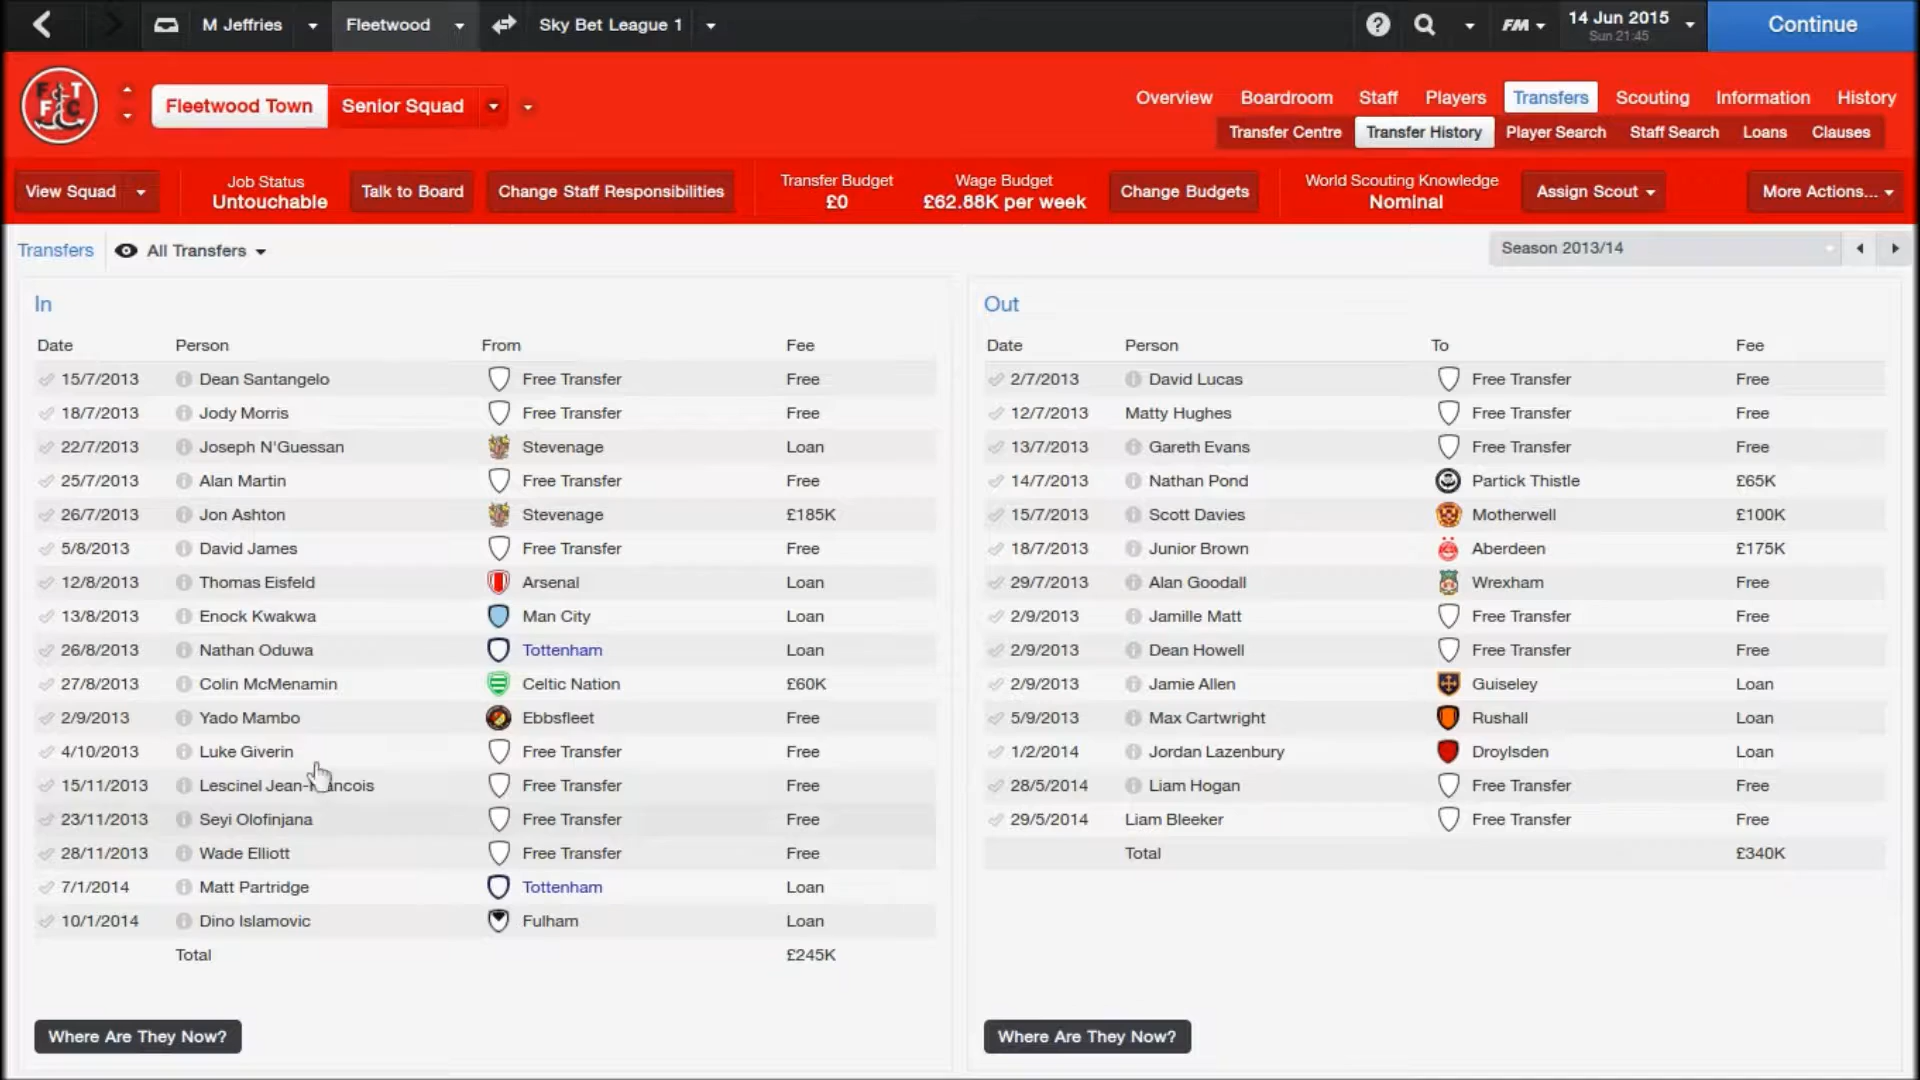 M Jeffries Fleetwood Sky Bet League 1 FM 14 Jun 2015 Continue
Sun 21:45
FTFC
Fleetwood Town Senior Squad
Overview Boardroom Staff Players Transfers Scouting Information History
Transfer Centre Transfer History Player Search Staff Search Loans Clauses
View Squad Job Status Untouchable Talk to Board Change Staff Responsibilities Transfer Budget £0 Wage Budget £62.88K per week Change Budgets World Scouting Knowledge Nominal Assign Scout More Actions...
Transfers All Transfers Season 2013/14
In
Date Person From Fee
15/7/2013 Dean Santangelo Free Transfer Free
18/7/2013 Jody Morris Free Transfer Free
22/7/2013 Joseph N'Guessan Stevenage Loan
25/7/2013 Alan Martin Free Transfer Free
26/7/2013 Jon Ashton Stevenage £185K
5/8/2013 David James Free Transfer Free
12/8/2013 Thomas Eisfeld Arsenal Loan
13/8/2013 Enock Kwakwa Man City Loan
26/8/2013 Nathan Oduwa Tottenham Loan
27/8/2013 Colin McMenamin Celtic Nation £60K
2/9/2013 Yado Mambo Ebbsfleet Free
4/10/2013 Luke Giverin Free Transfer Free
15/11/2013 Lescinel Free Transfer Free
23/11/2013 Seyi Olofinjana Free Transfer Free
28/11/2013 Wade Elliott Free Transfer Free
7/1/2014 Matt Partridge Tottenham Loan
10/1/2014 Dino Islamovic Fulham Loan
Total £245K
Where Are They Now?
Out
Date Person To Fee
2/7/2013 David Lucas Free Transfer Free
12/7/2013 Matty Hughes Free Transfer Free
13/7/2013 Gareth Evans Free Transfer Free
14/7/2013 Nathan Pond Partick Thistle £65K
15/7/2013 Scott Davies Motherwell £100K
18/7/2013 Junior Brown Aberdeen £175K
29/7/2013 Alan Goodall Wrexham Free
2/9/2013 Jamille Matt Free Transfer Free
2/9/2013 Dean Howell Free Transfer Free
2/9/2013 Jamie Allen Guiseley Loan
5/9/2013 Max Cartwright Rushall Loan
1/2/2014 Jordan Lazenbury Droylsden Loan
28/5/2014 Liam Hogan Free Transfer Free
29/5/2014 Liam Bleeker Free Transfer Free
Total £340K
Where Are They Now?